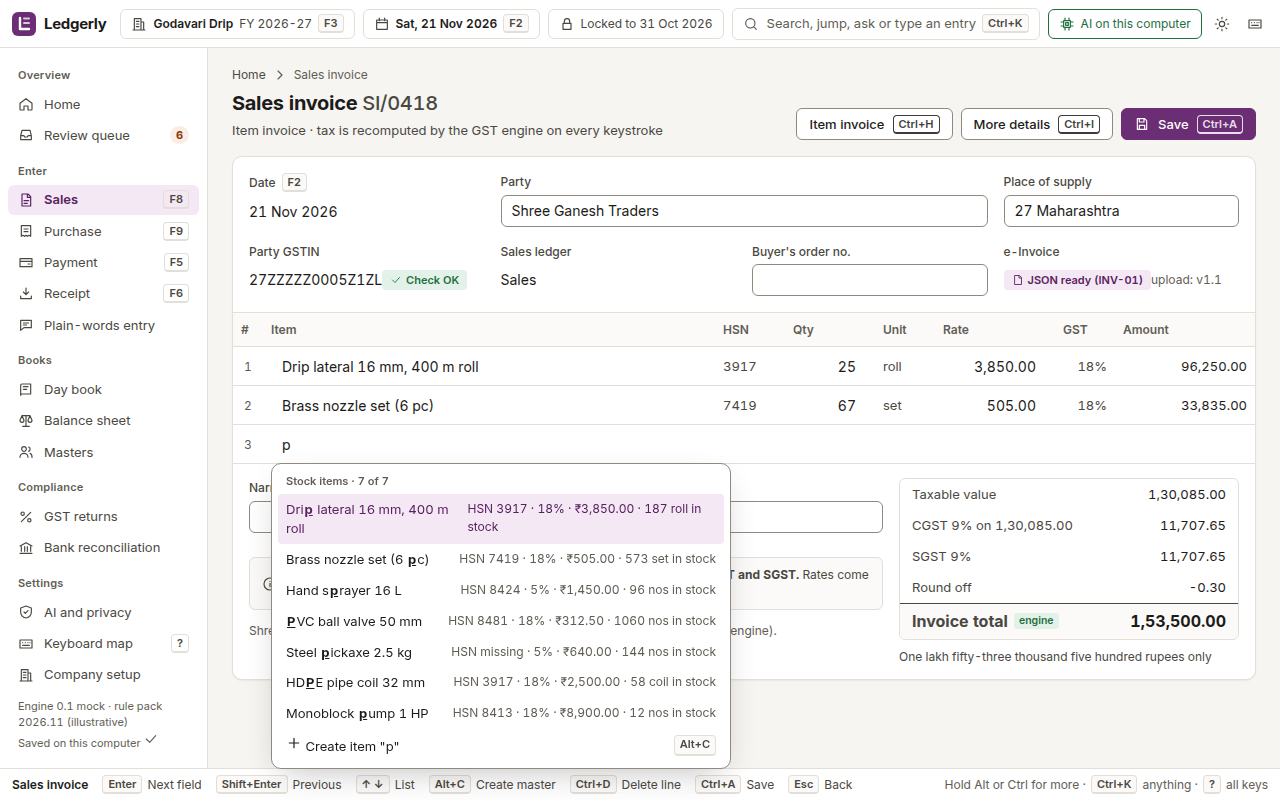 Ledgerly
Godavari Drip FY 2026-27 F3
Sat, 21 Nov 2026 F2
Locked to 31 Oct 2026
Search, jump, ask or type an entry Ctrl+K
AI on this computer
Overview
Home
Review queue 6
Enter
Sales F8
Purchase F9
Payment F5
Receipt F6
Plain-words entry
Books
Day book
Balance sheet
Masters
Compliance
GST returns
Bank reconciliation
Settings
AI and privacy
Keyboard map ?
Company setup
Engine 0.1 mock · rule pack
2026.11 (illustrative)
Saved on this computer
Home > Sales invoice
Sales invoice SI/0418
Item invoice · tax is recomputed by the GST engine on every keystroke
Item invoice Ctrl+H
More details Ctrl+I
Save Ctrl+A
Date F2
Party
Place of supply
21 Nov 2026
Shree Ganesh Traders
27 Maharashtra
Party GSTIN
Sales ledger
Buyer's order no.
e-Invoice
27ZZZZZ0005Z1ZL Check OK
Sales
JSON ready (INV-01) upload: v1.1
# Item HSN Qty Unit Rate GST Amount
1 Drip lateral 16 mm, 400 m roll 3917 25 roll 3,850.00 18% 96,250.00
2 Brass nozzle set (6 pc) 7419 67 set 505.00 18% 33,835.00
3 p
Stock items · 7 of 7
Drip lateral 16 mm, 400 m
roll
HSN 3917 · 18% · ₹3,850.00 · 187 roll in
stock
Brass nozzle set (6 pc) HSN 7419 · 18% · ₹505.00 · 573 set in stock
Hand sprayer 16 L HSN 8424 · 5% · ₹1,450.00 · 96 nos in stock
PVC ball valve 50 mm HSN 8481 · 18% · ₹312.50 · 1060 nos in stock
Steel pickaxe 2.5 kg HSN missing · 5% · ₹640.00 · 144 nos in stock
HDPE pipe coil 32 mm HSN 3917 · 18% · ₹2,500.00 · 58 coil in stock
Monoblock pump 1 HP HSN 8413 · 18% · ₹8,900.00 · 12 nos in stock
+ Create item "p" Alt+C
T and SGST. Rates come
engine).
Taxable value 1,30,085.00
CGST 9% on 1,30,085.00 11,707.65
SGST 9% 11,707.65
Round off -0.30
Invoice total engine 1,53,500.00
One lakh fifty-three thousand five hundred rupees only
Sales invoice Enter Next field Shift+Enter Previous ↑↓ List Alt+C Create master Ctrl+D Delete line Ctrl+A Save Esc Back
Hold Alt or Ctrl for more · Ctrl+K anything · ? all keys